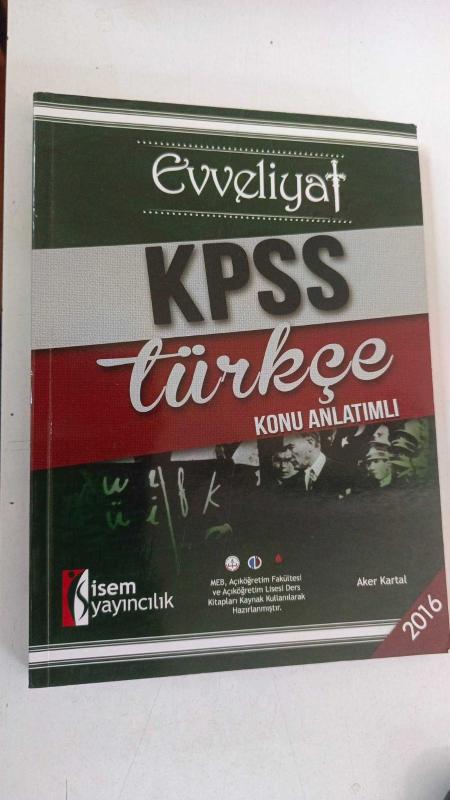 Evveliyat
KPSS
türkçe
KONU ANLATIMLI
w e
ü i f k
isem
yayıncılık
MEB, Açıköğretim Fakültesi
ve Açıköğretim Lisesi Ders
Kitapları Kaynak Kullanılarak
Hazırlanmıştır.
Aker Kartal
2016